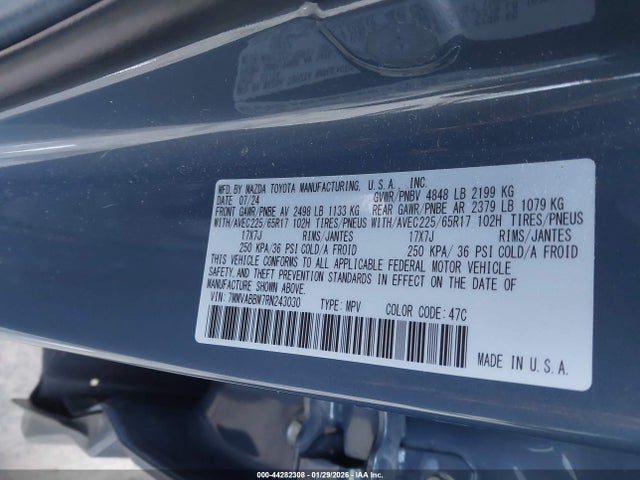 MFD. BY MAZDA TOYOTA MANUFACTURING, U.S.A., INC.
DATE 07/24 GVWR/PNBV 4848 LB 2199 KG
FRONT GAWR/PNBE AV 2498 LB 1133 KG REAR GAWR/PNBE AR 2379 LB 1079 KG
WITH/AVEC225/65R17 102H TIRES/PNEUS WITH/AVEC225/65R17 102H TIRES/PNEUS
17X7J RIMS/JANTES 17X7J RIMS/JANTES
250 KPA/ 36 PSI COLD/A FROID 250 KPA/ 36 PSI COLD/A FROID
THIS VEHICLE CONFORMS TO ALL APPLICABLE FEDERAL MOTOR VEHICLE
SAFETY, AND THEFT PREVENTION STANDARDS IN EFFECT ON THE DATE OF
MANUFACTURE SHOWN ABOVE.
VIN: 7MMVABBM7RN243030 TYPE: MPV COLOR CODE: 47C
MADE IN U.S.A.
000-44282308 - 01/29/2026 - IAAI.com